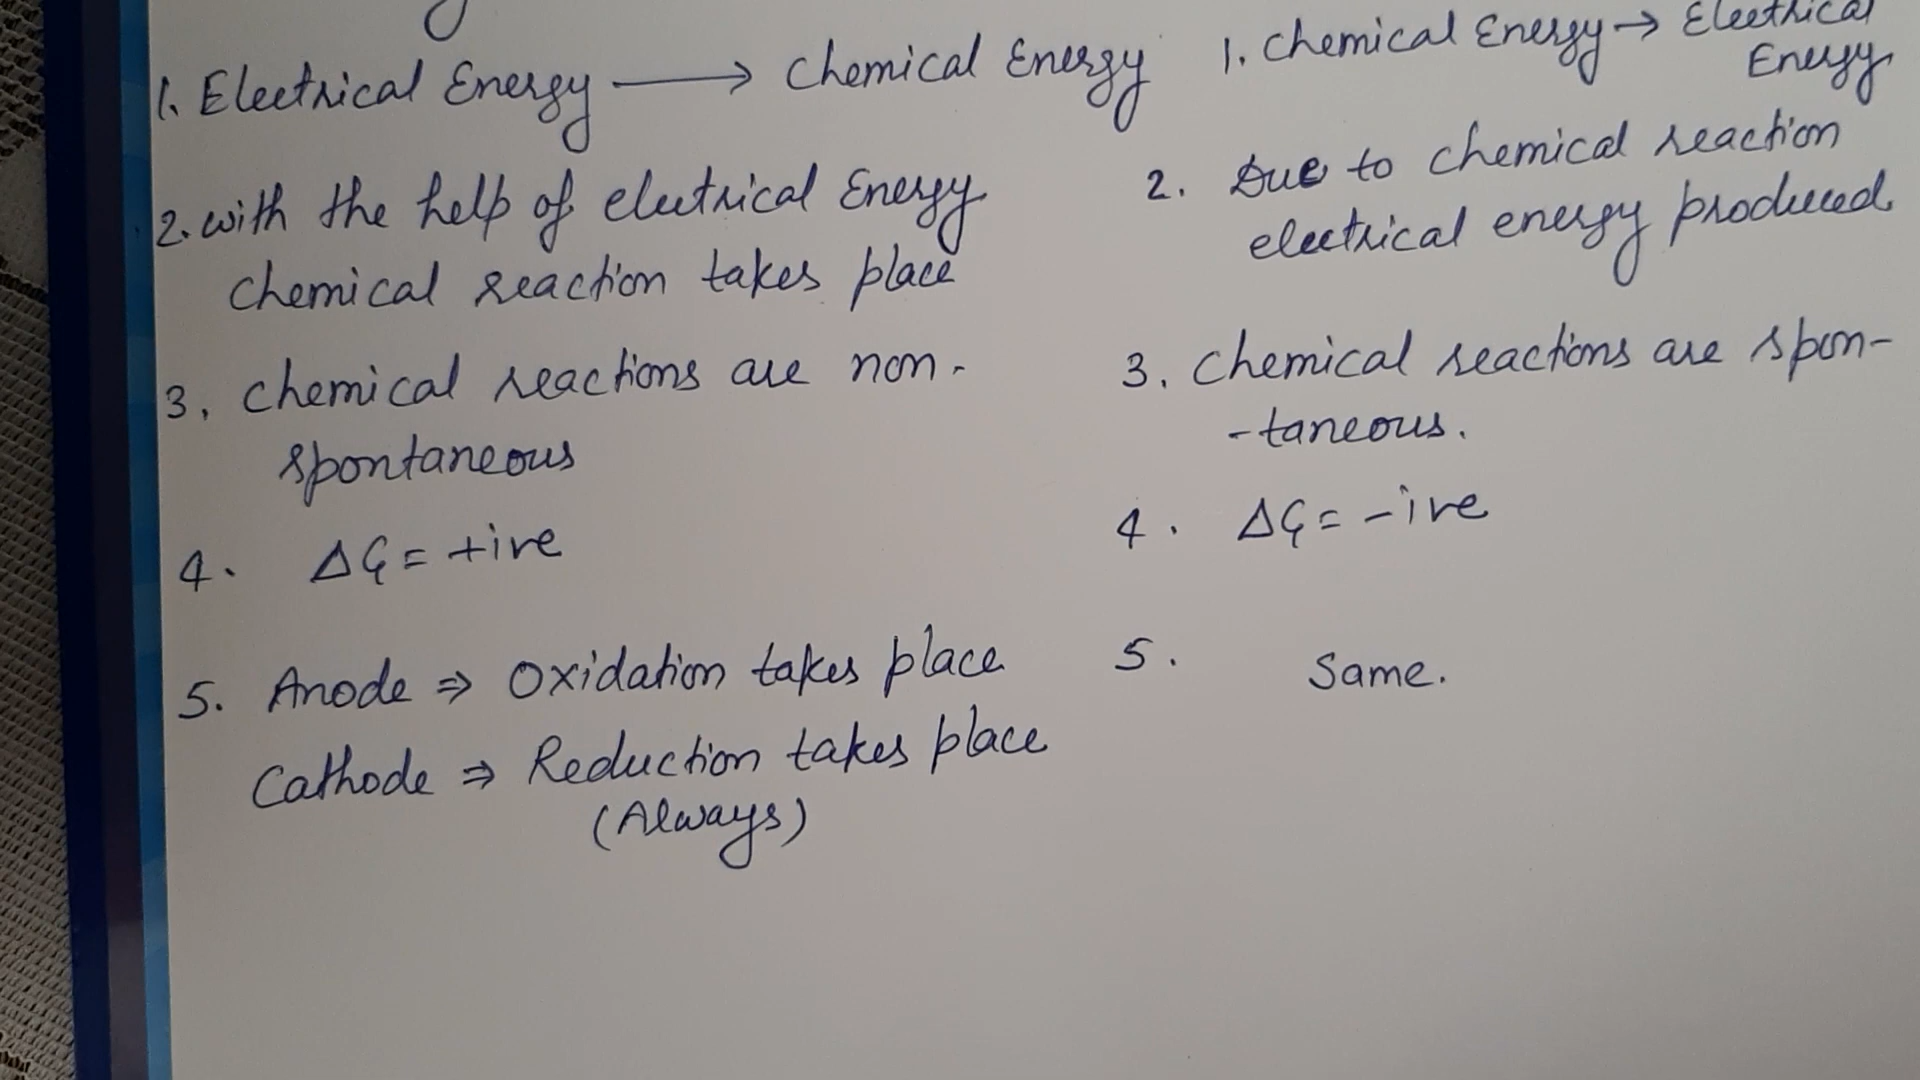 1. Electrical Energy ⟶ Chemical Energy
2. with the help of electrical Energy
chemical reaction takes place
3. chemical reactions are non-
spontaneous
4. ΔG = +ive
5. Anode ⇒ Oxidation takes place
Cathode ⇒ Reduction takes place
(Always)
1. Chemical Energy → Electrical
Energy
2. Due to chemical reaction
electrical energy produced
3. Chemical reactions are spon-
-taneous.
4. ΔG = -ive
5. Same.